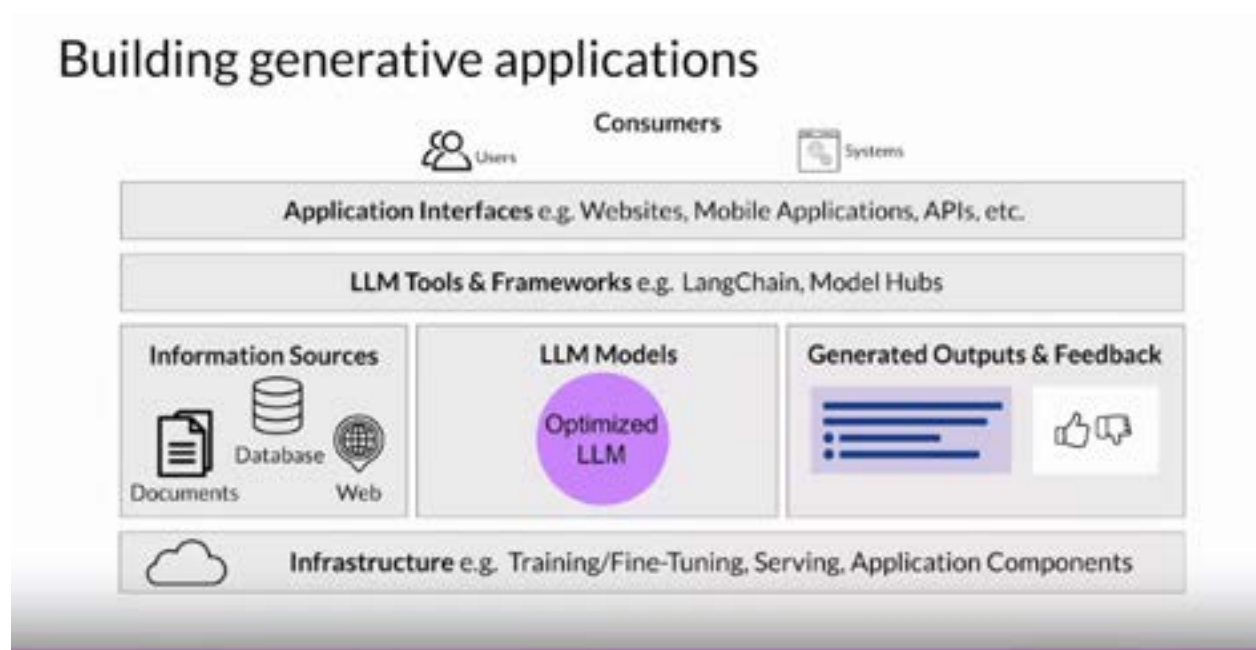 Building generative applications
Consumers
Users
Systems
Application Interfaces e.g. Websites, Mobile Applications, APIs, etc.
LLM Tools & Frameworks e.g. LangChain, Model Hubs
Information Sources
Documents
Database
Web
LLM Models
Optimized
LLM
Generated Outputs & Feedback
Infrastructure e.g. Training/Fine-Tuning, Serving, Application Components